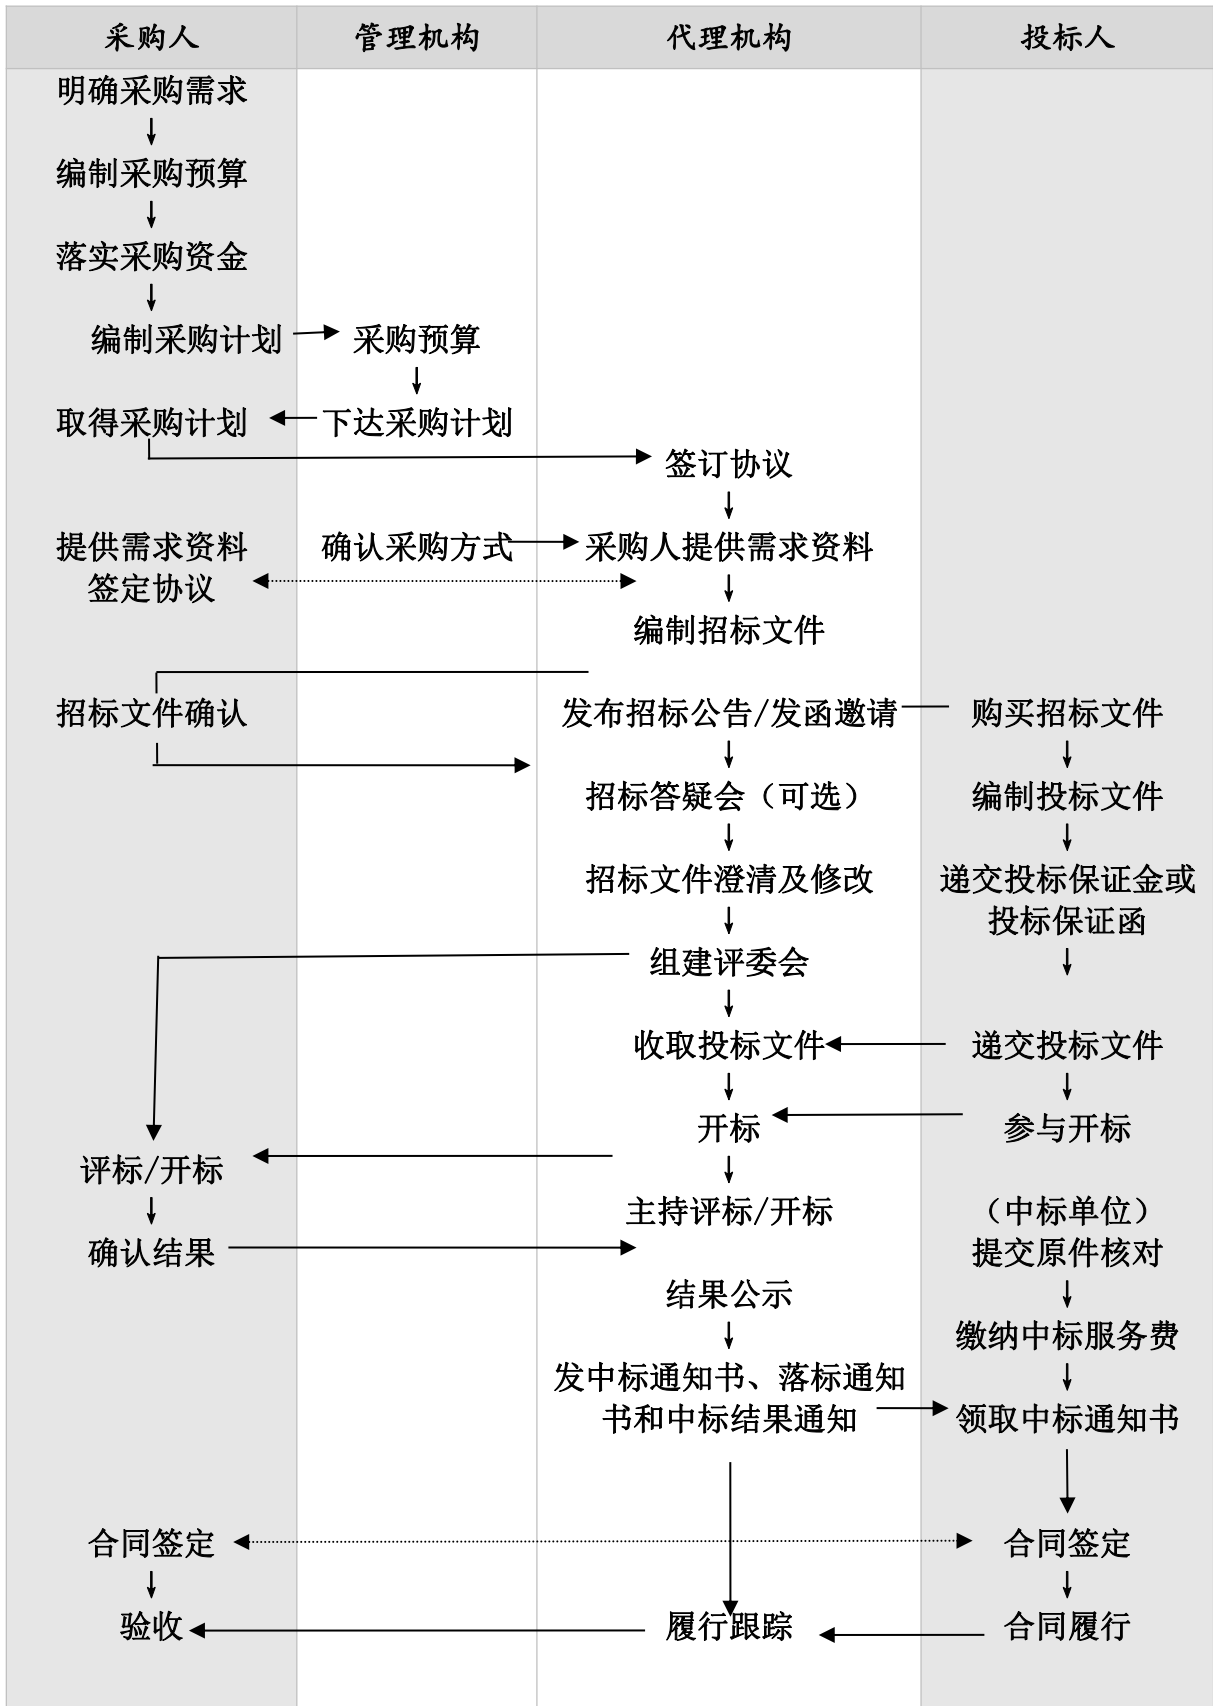 采购人 管理机构 代理机构 投标人
明确采购需求
↓
编制采购预算
↓
落实采购资金
↓
编制采购计划 采购预算
↓
取得采购计划 下达采购计划
签订协议
↓
提供需求资料 确认采购方式 采购人提供需求资料
签定协议 ↓
编制招标文件
招标文件确认 发布招标公告/发函邀请 购买招标文件
↓ ↓
招标答疑会（可选） 编制投标文件
↓ ↓
招标文件澄清及修改 递交投标保证金或
↓ 投标保证函
组建评委会 ↓
↓
收取投标文件 递交投标文件
↓ ↓
开标 参与开标
评标/开标 ↓
↓ 主持评标/开标 （中标单位）
确认结果 提交原件核对
结果公示 ↓
↓ 缴纳中标服务费
发中标通知书、落标通知 ↓
书和中标结果通知 领取中标通知书
合同签定 合同签定
↓ ↓
验收 履行跟踪 合同履行